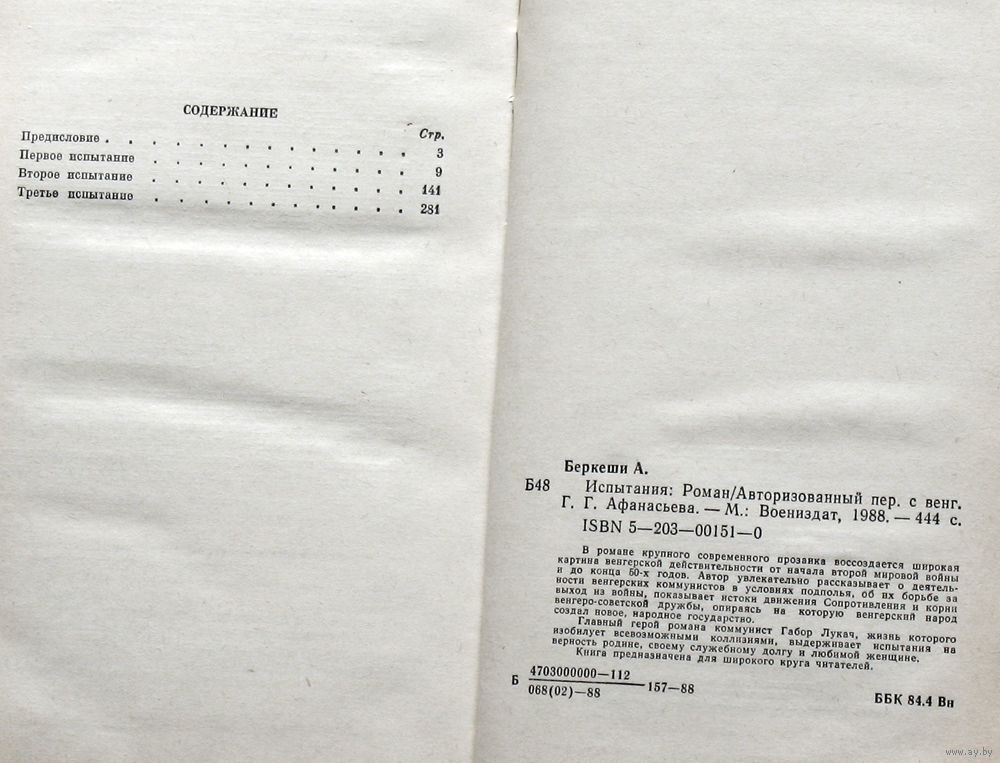 СОДЕРЖАНИЕ
Стр.
Предисловие . . . . . . . . . . . . . 3
Первое испытание . . . . . . . . . . . . 9
Второе испытание . . . . . . . . . . . . 141
Третье испытание . . . . . . . . . . . . 281
Беркеши А.
Б48 Испытания: Роман/Авторизованный пер. с венг.
Г. Г. Афанасьева. — М.: Воениздат, 1988. — 444 с.
ISBN 5—203—00151—0
В романе крупного современного прозаика воссоздается широкая
картина венгерской действительности от начала второй мировой войны
и до конца 50-х годов. Автор увлекательно рассказывает о деятель-
ности венгерских коммунистов в условиях подполья, об их борьбе за
выход из войны, показывает истоки движения Сопротивления и корни
венгеро-советской дружбы, опираясь на которую венгерский народ
создал новое, народное государство.
Главный герой романа коммунист Габор Лукач, жизнь которого
изобилует всевозможными коллизиями, выдерживает испытания на
верность родине, своему служебному долгу и любимой женщине.
Книга предназначена для широкого круга читателей.
Б 4703000000—112
068(02)—88 157—88
ББК 84.4 Вн
www.ay.by